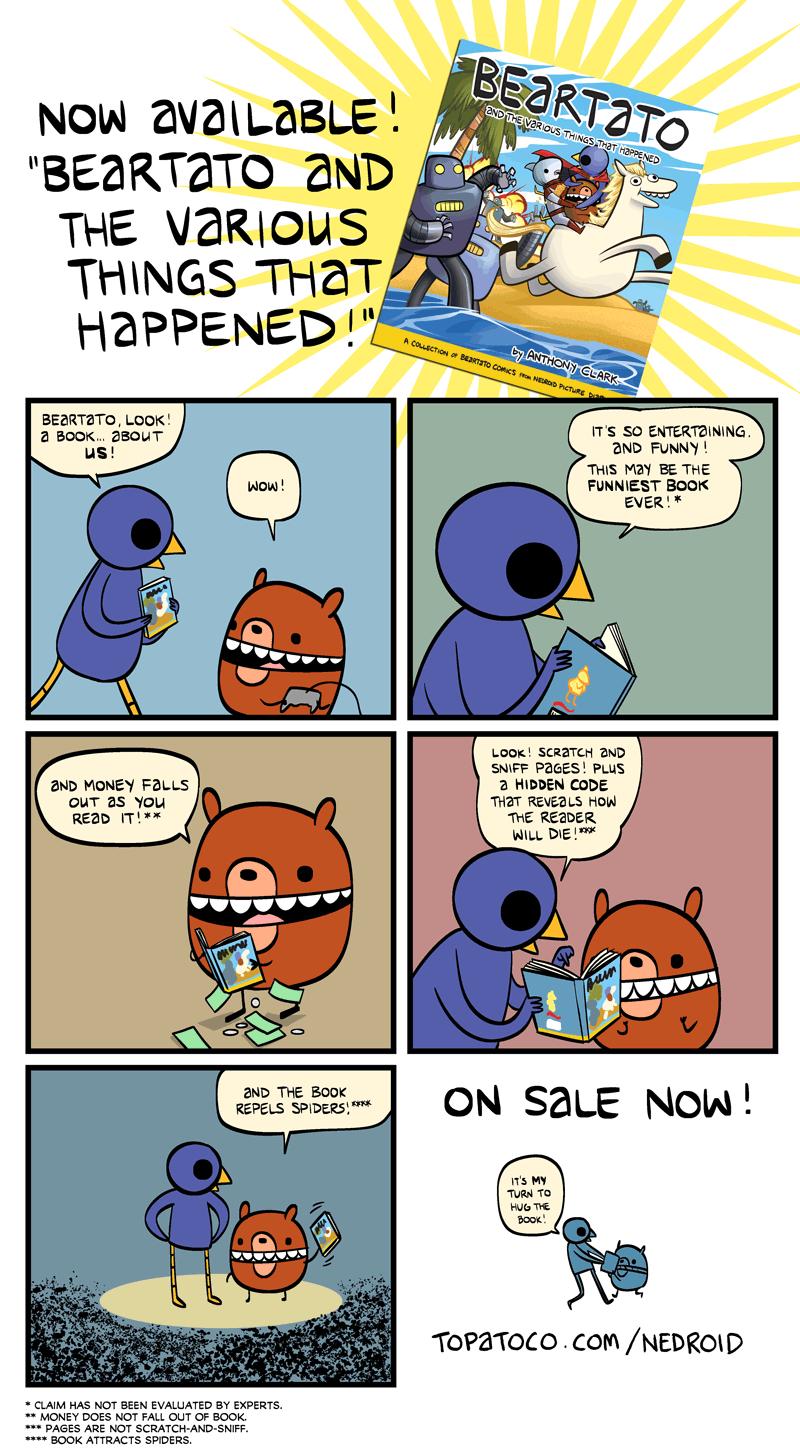 NOW AVAILABLE!
"BEARTATO AND
THE VARIOUS
THINGS THAT
HAPPENED!"
BEARTATO
AND THE VARIOUS THINGS THAT HAPPENED
by ANTHONY CLARK
A COLLECTION OF BEARTATO COMICS FROM NEDROID PICTURE
BEARTATO, LOOK!
A BOOK... ABOUT
US!
WOW!
IT'S SO ENTERTAINING.
AND FUNNY!
THIS MAY BE THE
FUNNIEST BOOK
EVER!*
AND MONEY FALLS
OUT AS YOU
READ IT!**
LOOK! SCRATCH AND
SNIFF PAGES! PLUS
A HIDDEN CODE
THAT REVEALS HOW
THE READER
WILL DIE!***
AND THE BOOK
REPELS SPIDERS!****
ON SALE NOW!
IT'S MY
TURN TO
HUG THE
BOOK!
TOPATOCO.COM/NEDROID
* CLAIM HAS NOT BEEN EVALUATED BY EXPERTS.
** MONEY DOES NOT FALL OUT OF BOOK.
*** PAGES ARE NOT SCRATCH-AND-SNIFF.
**** BOOK ATTRACTS SPIDERS.